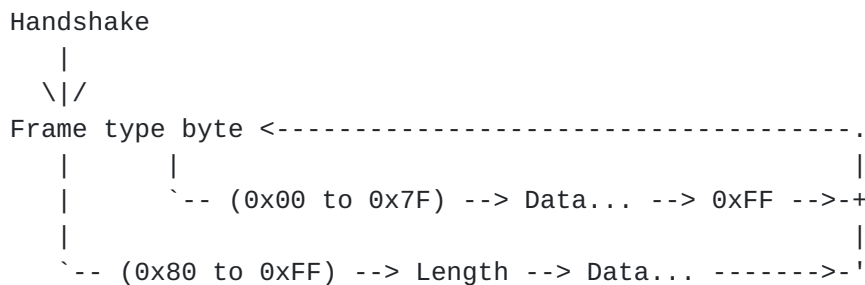 Handshake
   |
  \|/
Frame type byte <-------------------------------------.
   |      |                                           |
   |      `-- (0x00 to 0x7F) --> Data... --> 0xFF -->-+
   |                                                  |
   `-- (0x80 to 0xFF) --> Length --> Data... ------->-'